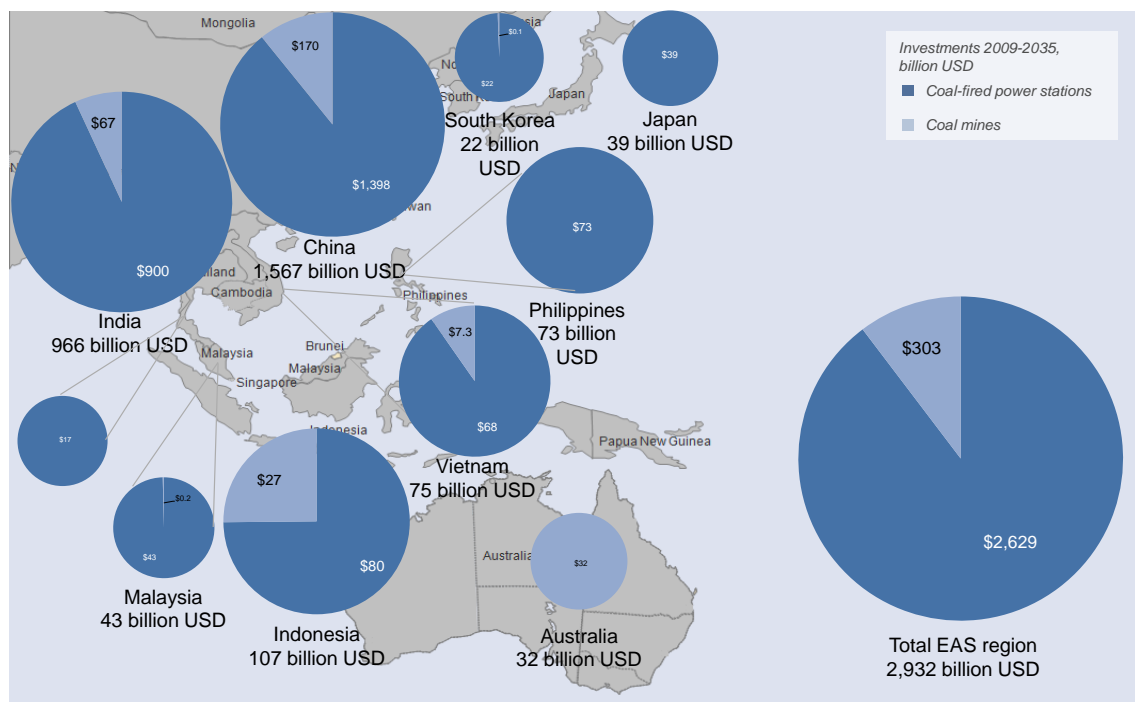 Mongolia
$170
$1,398
China
1,567 billion USD
$0.1
$22
South Korea
22 billion
USD
$39
Japan
39 billion USD
Japan
Investments 2009-2035,
billion USD
Coal-fired power stations
Coal mines
$67
$900
India
966 billion USD
$73
Philippines
73 billion
USD
Cambodia
Philippines
Brunei
Malaysia
Malaysia
Singapore
Papua New Guinea
$7.3
$68
Vietnam
75 billion USD
$17
$0.2
$43
Malaysia
43 billion USD
$27
$80
Indonesia
107 billion USD
Australia
$32
Australia
32 billion USD
$303
$2,629
Total EAS region
2,932 billion USD